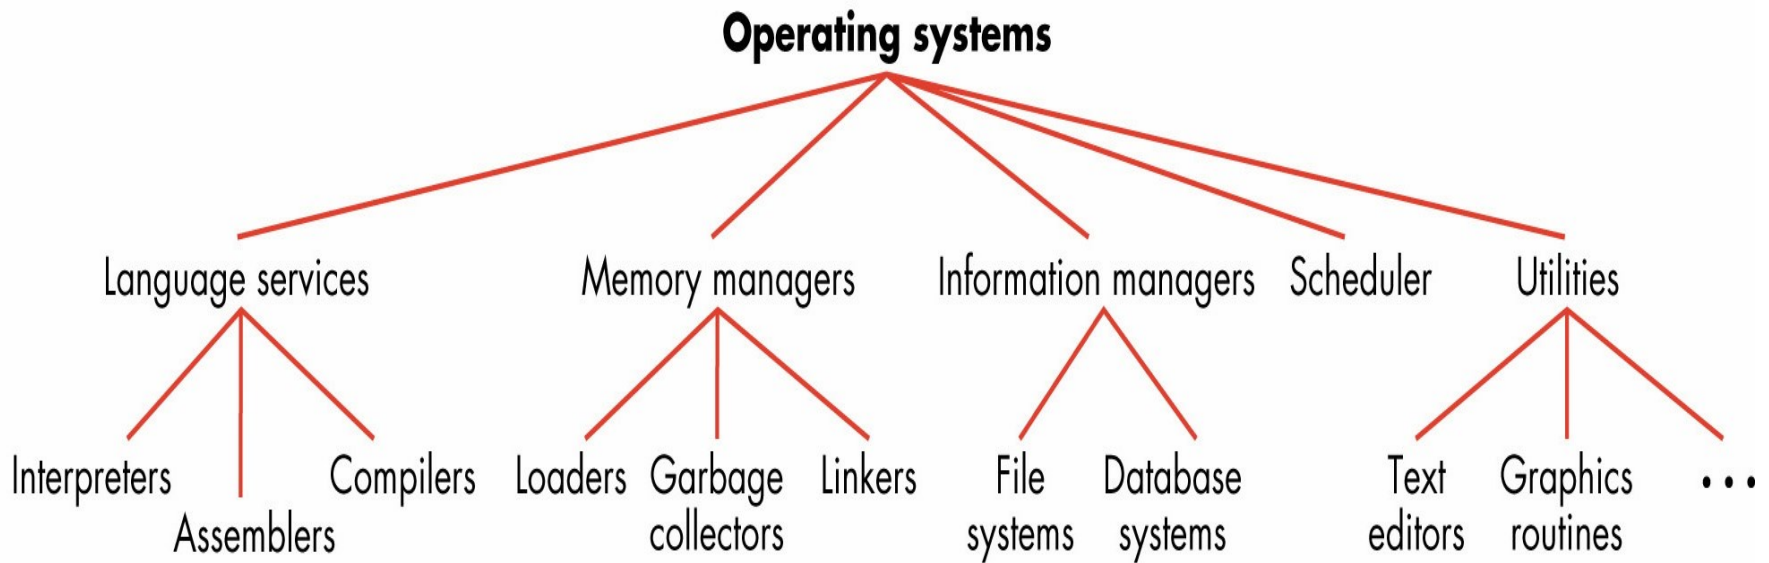 Operating systems
Language services
Memory managers
Information managers
Scheduler
Utilities
Interpreters
Assemblers
Compilers
Loaders
Garbage
collectors
Linkers
File
systems
Database
systems
Text
editors
Graphics
routines
...